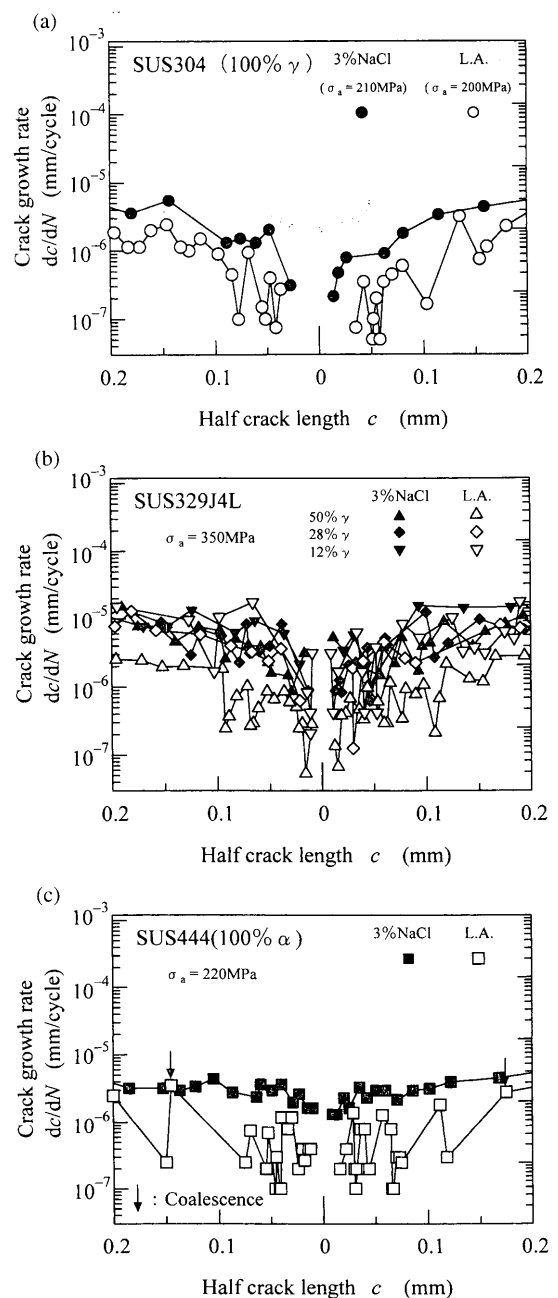 (a)
SUS304 (100% γ)
3%NaCl
L.A.
( σ a = 210MPa)
( σ a = 200MPa)
10−3
10−4
10−5
10−6
10−7
Crack growth rate
dc/dN (mm/cycle)
0.2
0.1
0
0.1
0.2
Half crack length c (mm)
(b)
SUS329J4L
σ a = 350MPa
3%NaCl
L.A.
50% γ
28% γ
12% γ
10−3
10−4
10−5
10−6
10−7
Crack growth rate
dc/dN (mm/cycle)
0.2
0.1
0
0.1
0.2
Half crack length c (mm)
(c)
SUS444(100% α)
σ a = 220MPa
3%NaCl
L.A.
10−3
10−4
10−5
10−6
10−7
Crack growth rate
dc/dN (mm/cycle)
: Coalescence
0.2
0.1
0
0.1
0.2
Half crack length c (mm)